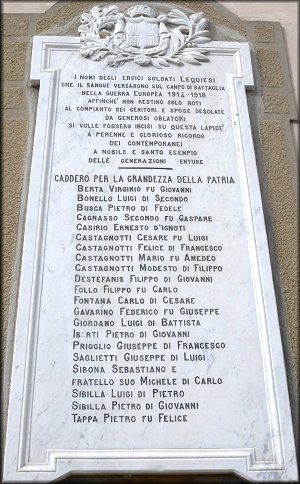 I NOMI DEGLI EROICI SOLDATI LEQUIESI
CHE IL SANGUE VERSARONO SUL CAMPO DI BATTAGLIA
NELLA GUERRA EUROPEA 1914-1918
AFFINCHÈ NON RESTINO SOLO NOTI
AL COMPIANTO DEI GENITORI E SPOSE DESOLATE
DA GENEROSI OBLATORI
SI VOLLE FOSSERO INCISI SU QUESTA LAPIDE
A PERENNE E GLORIOSO RICORDO
DEI CONTEMPORANEI
A NOBILE E SANTO ESEMPIO
DELLE GENERAZIONI VENTURE
CADDERO PER LA GRANDEZZA DELLA PATRIA
BERTA VIRGINIO FU GIOVANNI
BONELLO LUIGI DI SECONDO
BUSCA PIETRO DI FEDELE
CAGNASSO SECONDO FU GASPARE
CASIRIO ERNESTO D'IGNOTI
CASTAGNOTTI CESARE FU LUIGI
CASTAGNOTTI FELICE DI FRANCESCO
CASTAGNOTTI MARIO FU AMEDEO
CASTAGNOTTI MODESTO DI FILIPPO
DESTEFANIS FILIPPO DI GIOVANNI
FOLLO FILIPPO FU CARLO
FONTANA CARLO DI CESARE
GAVARINO FEDERICO FU GIUSEPPE
GIORDANO LUIGI DI BATTISTA
IBERTI PIETRO DI GIOVANNI
PRIOGLIO GIUSEPPE DI FRANCESCO
SAGLIETTI GIUSEPPE DI LUIGI
SIBONA SEBASTIANO E
FRATELLO SUO MICHELE DI CARLO
SIBILLA LUIGI DI PIETRO
SIBILLA PIETRO DI GIOVANNI
TAPPA PIETRO FU FELICE